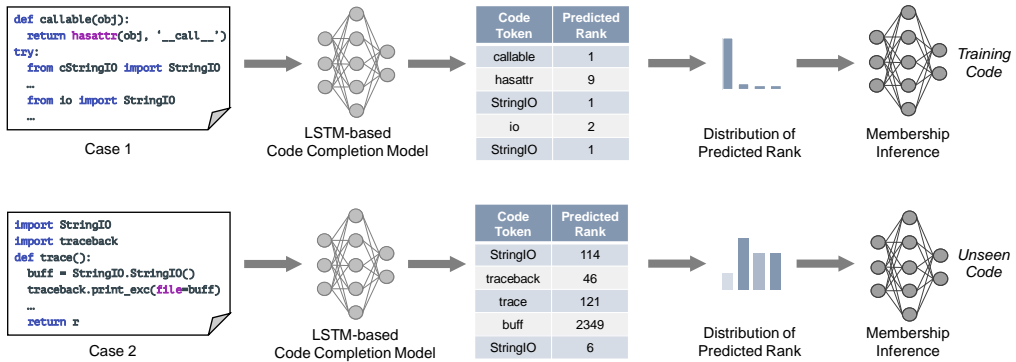 def callable(obj):
return hasattr(obj, '__call__')
try:
from cStringIO import StringIO
…
from io import StringIO
…
Case 1
LSTM-based
Code Completion Model
Code Token Predicted Rank
callable 1
hasattr 9
StringIO 1
io 2
StringIO 1
Distribution of
Predicted Rank
Membership
Inference
Training
Code
import StringIO
import traceback
def trace():
buff = StringIO.StringIO()
traceback.print_exc(file=buff)
…
return r
Case 2
LSTM-based
Code Completion Model
Code Token Predicted Rank
StringIO 114
traceback 46
trace 121
buff 2349
StringIO 6
Distribution of
Predicted Rank
Membership
Inference
Unseen
Code